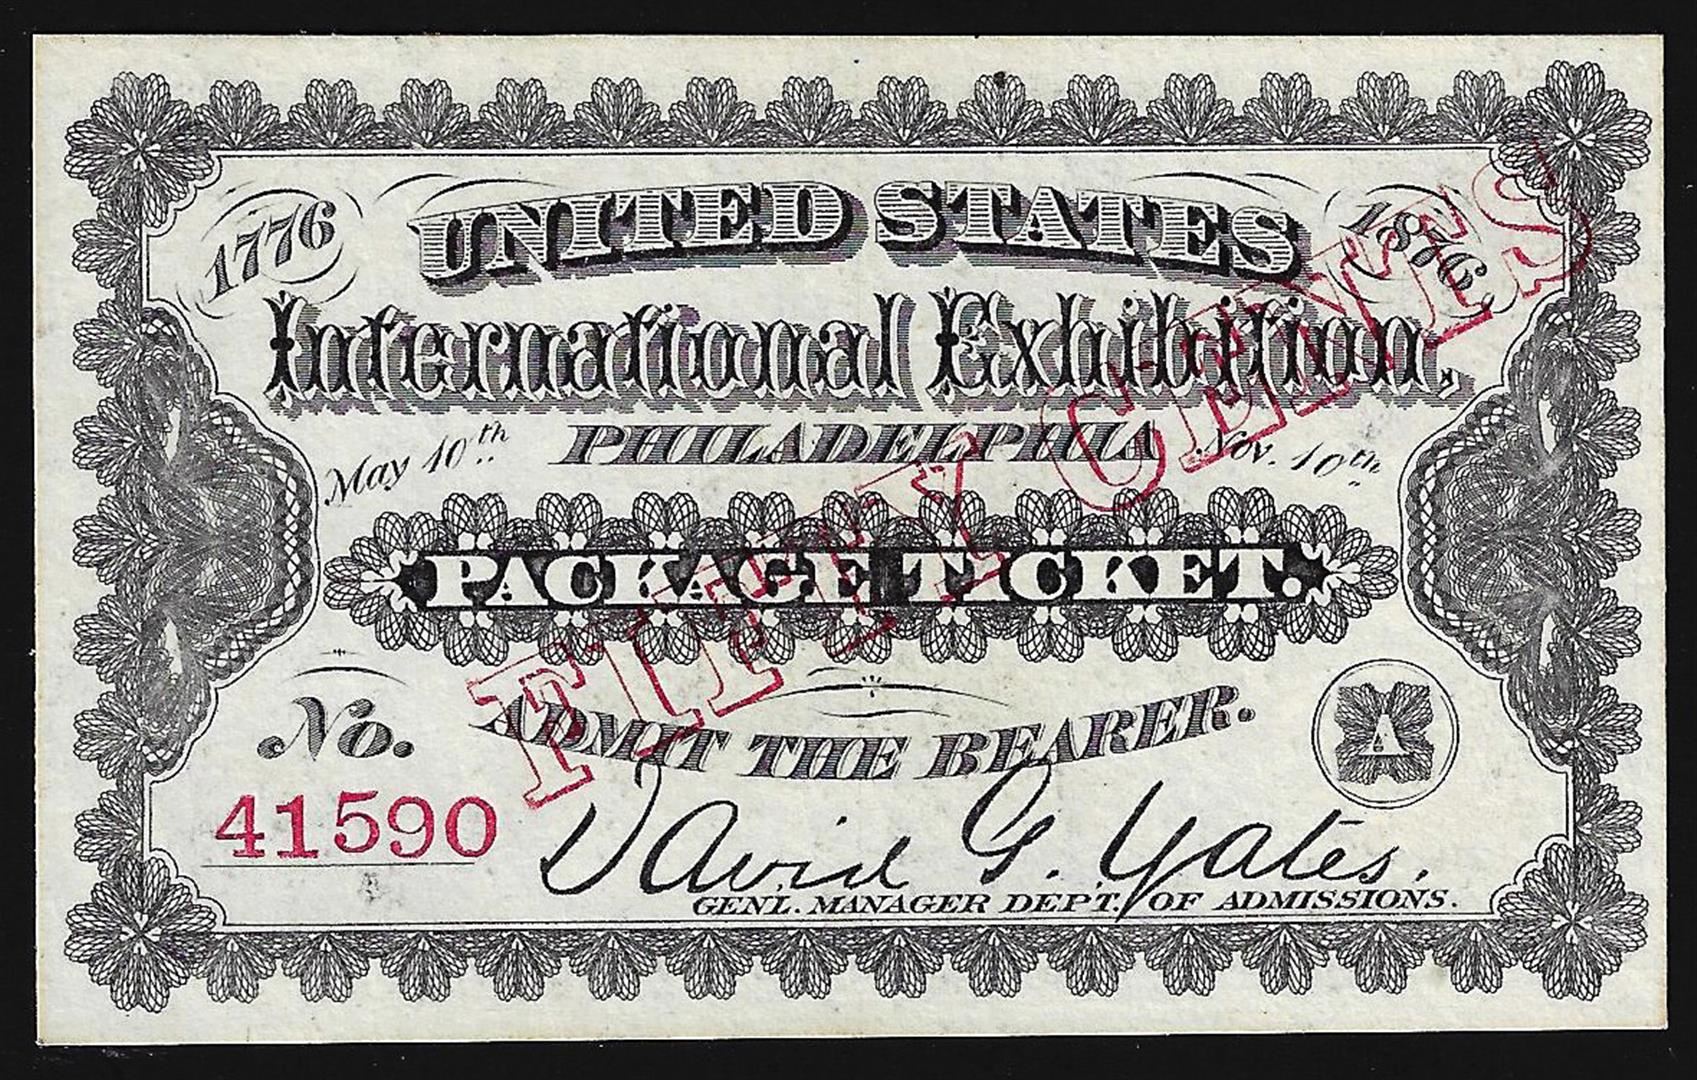 1776 UNITED STATES 1876
International Exhibition,
May 10th PHILADELPHIA Nov. 10th
PACKAGE TICKET.
FIFTY CENTS
ADMIT THE BEARER.
No.
41590
A
David G. Yates.
GENL. MANAGER DEPT. OF ADMISSIONS.